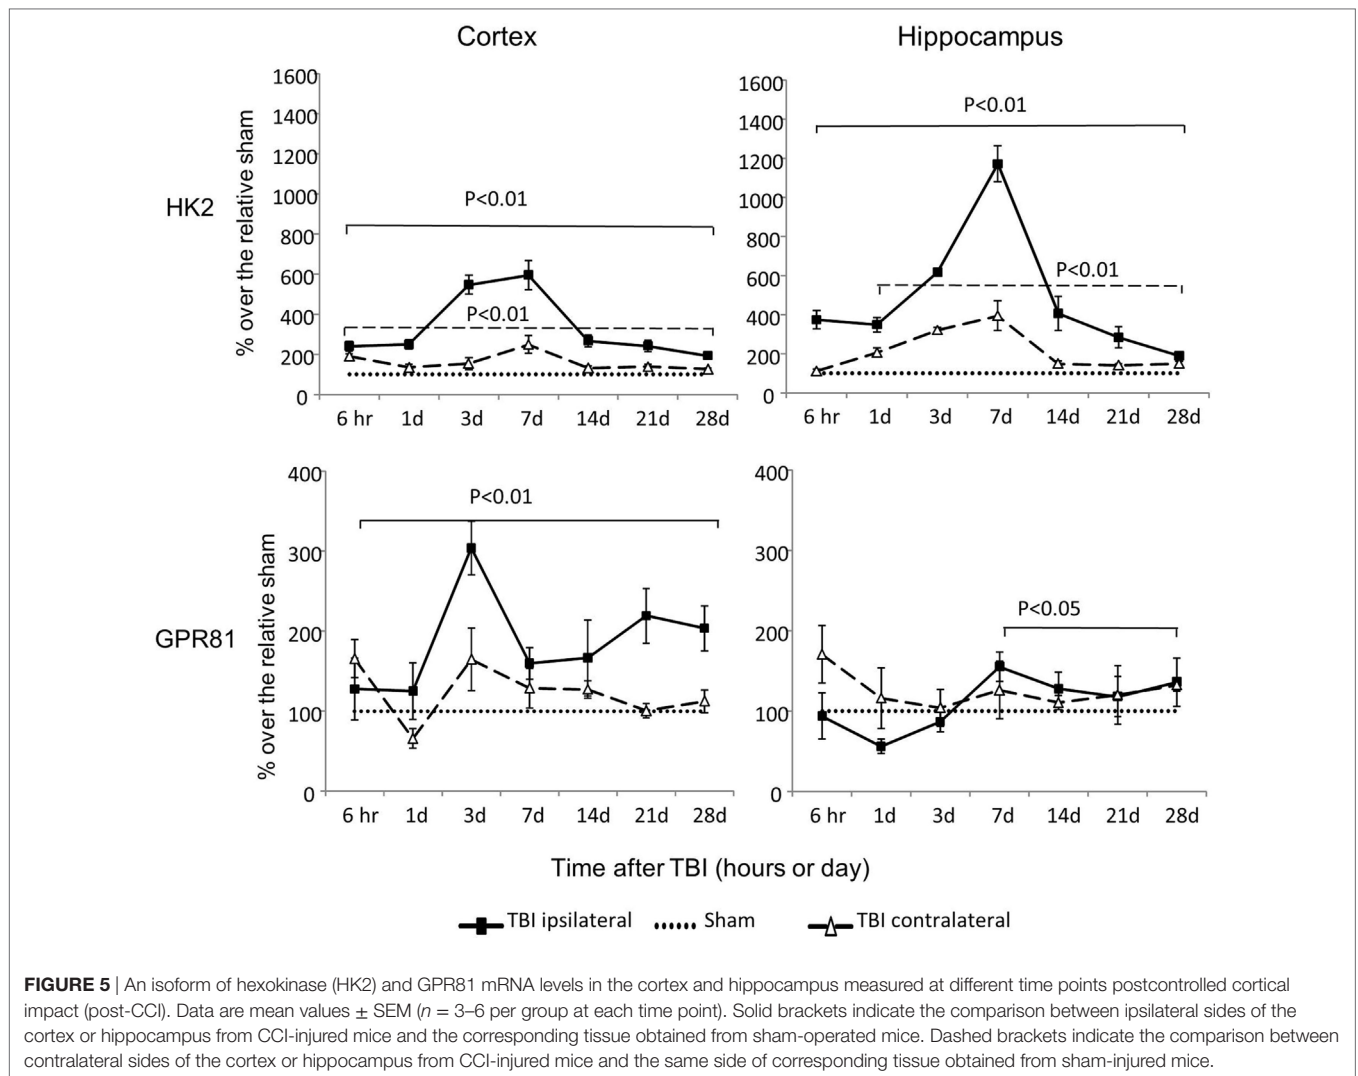 Cortex
Hippocampus
HK2
% over the relative sham
1600
1400
1200
1000
800
600
400
200
0
P<0.01
P<0.01
6 hr 1d 3d 7d 14d 21d 28d
1600
1400
1200
1000
800
600
400
200
0
P<0.01
P<0.01
6 hr 1d 3d 7d 14d 21d 28d
GPR81
% over the relative sham
400
300
200
100
0
P<0.01
6 hr 1d 3d 7d 14d 21d 28d
400
300
200
100
0
P<0.05
6 hr 1d 3d 7d 14d 21d 28d
Time after TBI (hours or day)
TBI ipsilateral Sham TBI contralateral
FIGURE 5 | An isoform of hexokinase (HK2) and GPR81 mRNA levels in the cortex and hippocampus measured at different time points postcontrolled cortical
impact (post-CCI). Data are mean values ± SEM (n = 3–6 per group at each time point). Solid brackets indicate the comparison between ipsilateral sides of the
cortex or hippocampus from CCI-injured mice and the corresponding tissue obtained from sham-operated mice. Dashed brackets indicate the comparison between
contralateral sides of the cortex or hippocampus from CCI-injured mice and the same side of corresponding tissue obtained from sham-injured mice.